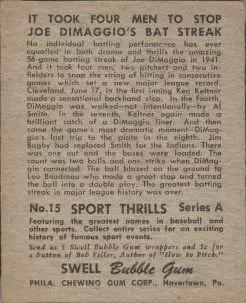 IT TOOK FOUR MEN TO STOP
JOE DIMAGGIO'S BAT STREAK
No individual batting performance has ever
equalled in both drama and thrills the amazing
56-game batting streak of Joe DiMaggio in 1941.
And it took four men; two pitchers and two in-
fielders to snap the string of hitting in consecutive
games which set a new major league record.
Cleveland, June 17, in the first inning Ken Keltner
made a sensational backhand stop. In the fourth,
DiMaggio was walked—not intentionally—by Al
Smith. In the seventh, Keltner again made a
brilliant catch of a DiMaggio liner. And then
came the game's most dramatic moment—DiMag-
gio's last trip to the plate in the eighth. Jim
Bagby had replaced Smith for the Indians. There
was one out and the bases were loaded. The
count was two balls and one strike when DiMag-
gio connected. The ball blazed on the ground to
Lou Boudreau who made a great stop and turned
the ball into a double play. The greatest batting
streak in major league history was over.
No. 15 SPORT THRILLS Series A
Featuring the greatest names in baseball and
other sports. Collect entire series for an exciting
history of famous sport events.
Send us 5 Swell Bubble Gum wrappers and 5c for
a button of Bob Feller, Author of "How to Pitch."
SWELL Bubble Gum
PHILA. CHEWING GUM CORP., Havertown, Pa.